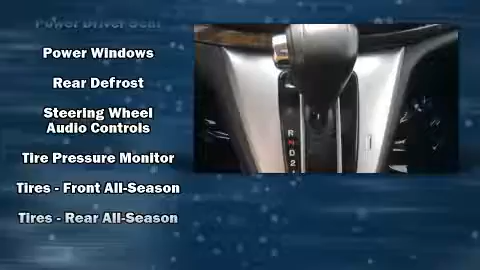 Power Driver Seat
Power Windows
Rear Defrost
Steering Wheel
Audio Controls
Tire Pressure Monitor
Tires - Front All-Season
Tires - Rear All-Season
R
N
D
2